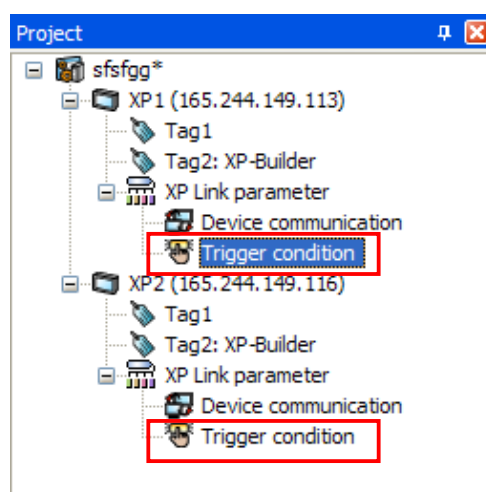 Project
sfsfgg*
XP1 (165.244.149.113)
Tag1
Tag2: XP-Builder
XP Link parameter
Device communication
Trigger condition
XP2 (165.244.149.116)
Tag1
Tag2: XP-Builder
XP Link parameter
Device communication
Trigger condition